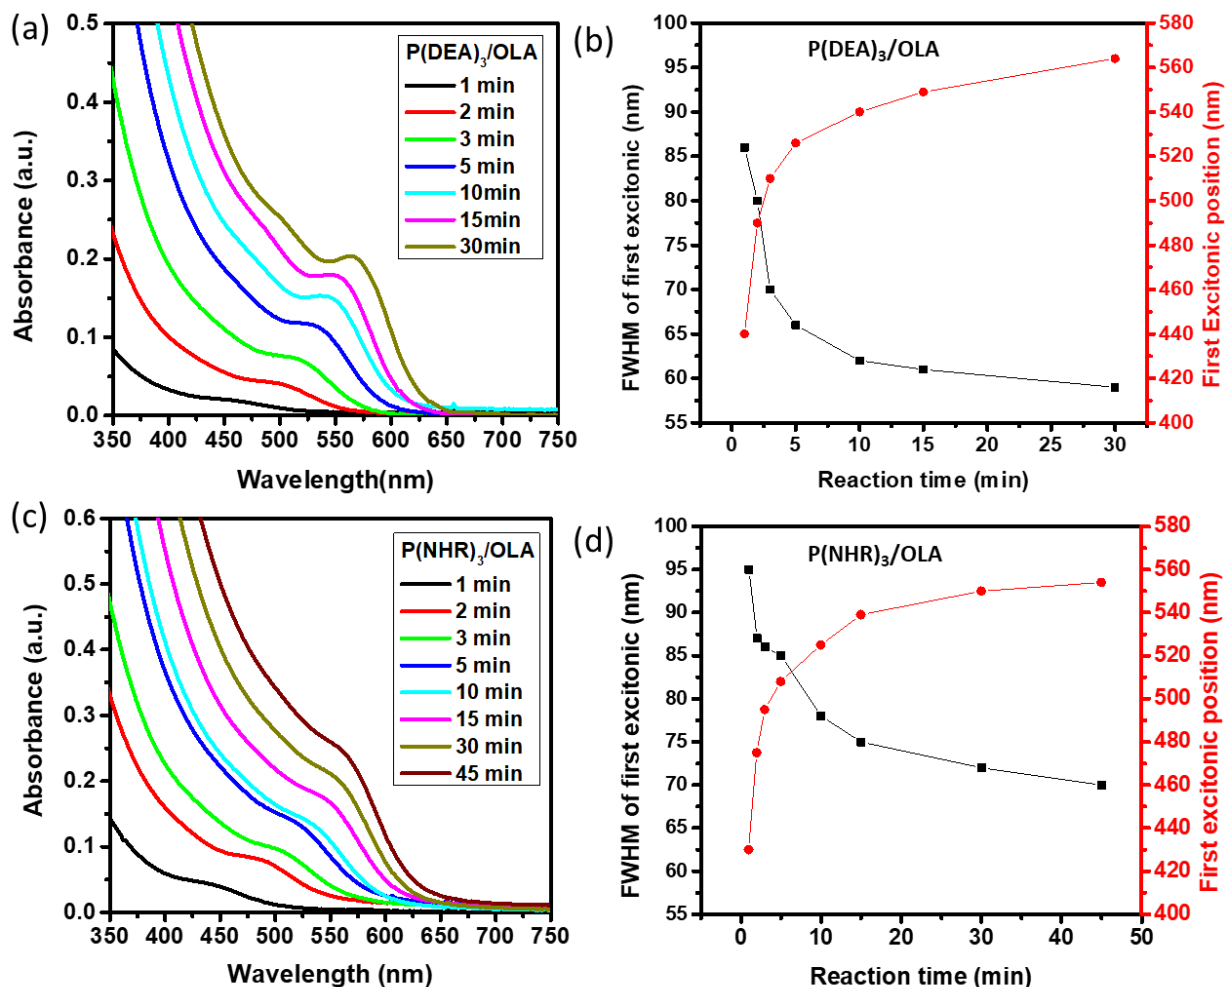 (a)
P(DEA)3/OLA
1 min
2 min
3 min
5 min
10min
15min
30min
0.5
0.4
0.3
0.2
0.1
0.0
Absorbance (a.u.)
350 400 450 500 550 600 650 700 750
Wavelength(nm)
(b)
P(DEA)3/OLA
100
95
90
85
80
75
70
65
60
55
FWHM of first excitonic (nm)
580
560
540
520
500
480
460
440
420
400
First Excitonic position (nm)
0 5 10 15 20 25 30
Reaction time (min)
(c)
P(NHR)3/OLA
1 min
2 min
3 min
5 min
10 min
15 min
30 min
45 min
0.6
0.5
0.4
0.3
0.2
0.1
0.0
Absorbance (a.u.)
350 400 450 500 550 600 650 700 750
Wavelength (nm)
(d)
P(NHR)3/OLA
100
95
90
85
80
75
70
65
60
55
FWHM of first excitonic (nm)
580
560
540
520
500
480
460
440
420
400
First excitonic position (nm)
0 10 20 30 40 50
Reaction time (min)